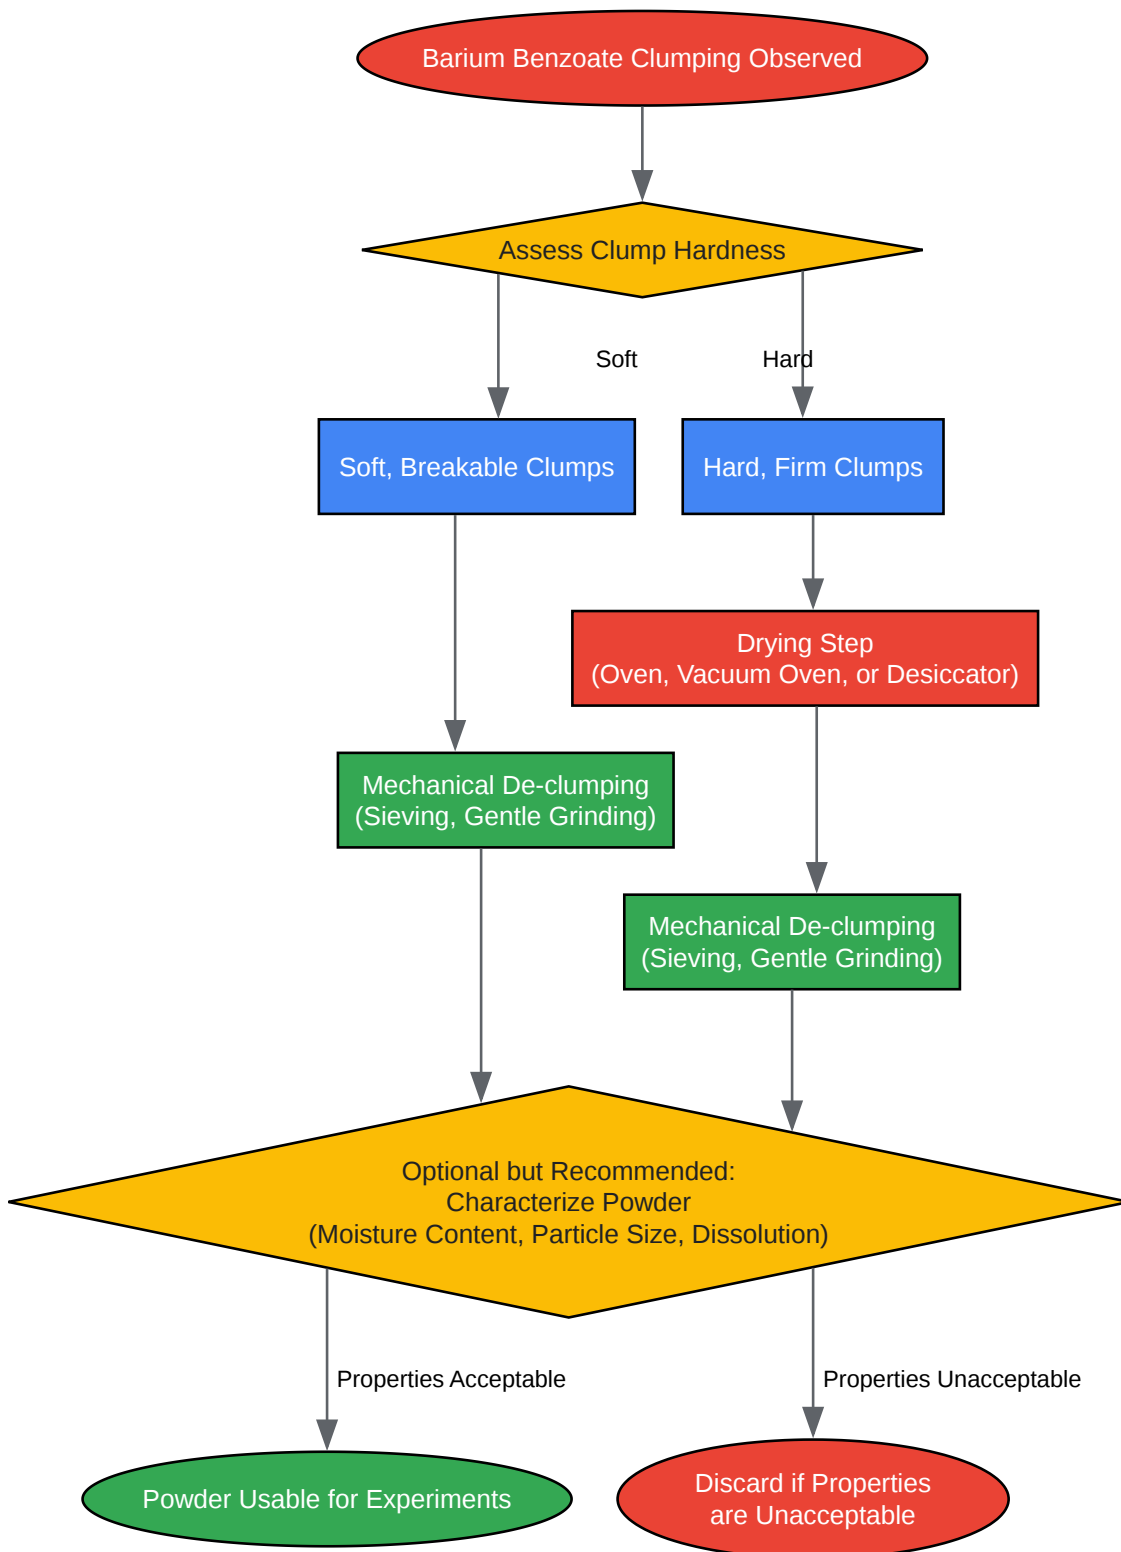 Barium Benzoate Clumping Observed
Assess Clump Hardness
Soft
Hard
Soft, Breakable Clumps
Hard, Firm Clumps
Drying Step
(Oven, Vacuum Oven, or Desiccator)
Mechanical De-clumping
(Sieving, Gentle Grinding)
Mechanical De-clumping
(Sieving, Gentle Grinding)
Optional but Recommended:
Characterize Powder
(Moisture Content, Particle Size, Dissolution)
Properties Acceptable
Properties Unacceptable
Powder Usable for Experiments
Discard if Properties
are Unacceptable